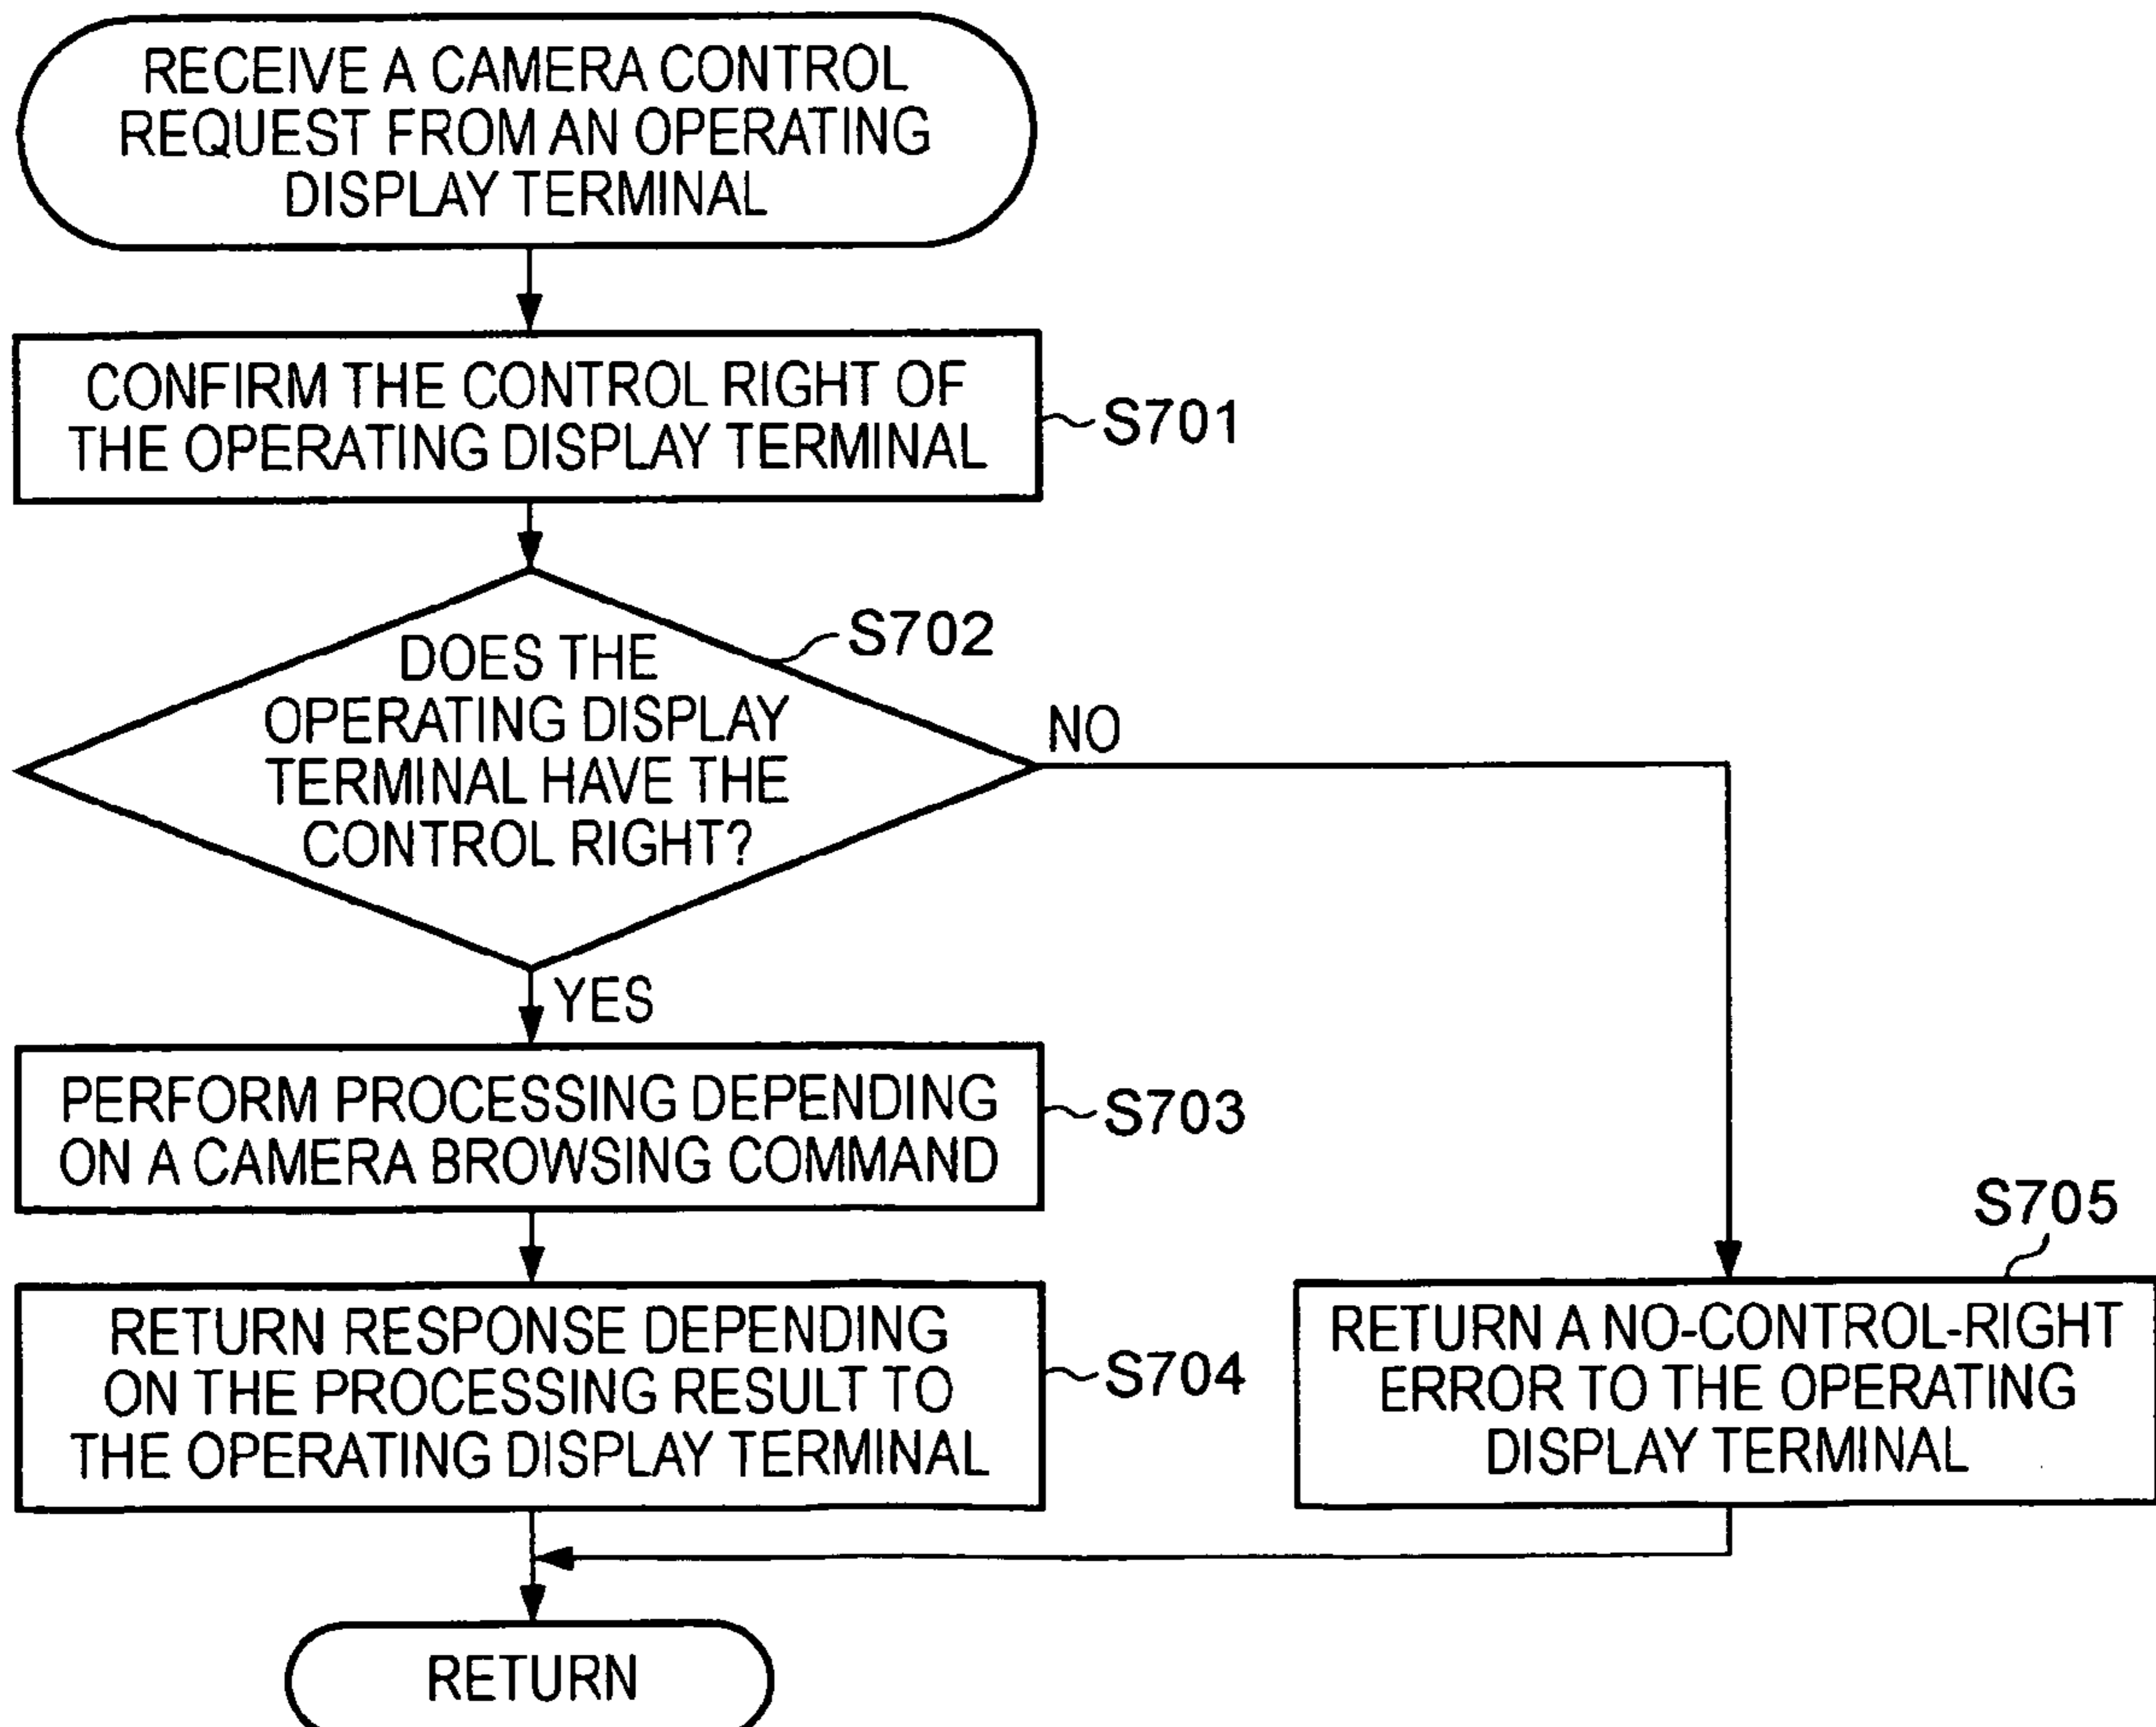 RECEIVE A CAMERA CONTROL
REQUEST FROM AN OPERATING
DISPLAY TERMINAL
CONFIRM THE CONTROL RIGHT OF
THE OPERATING DISPLAY TERMINAL
S701
DOES THE
OPERATING DISPLAY
TERMINAL HAVE THE
CONTROL RIGHT?
S702
NO
YES
PERFORM PROCESSING DEPENDING
ON A CAMERA BROWSING COMMAND
S703
RETURN RESPONSE DEPENDING
ON THE PROCESSING RESULT TO
THE OPERATING DISPLAY TERMINAL
S704
S705
RETURN A NO-CONTROL-RIGHT
ERROR TO THE OPERATING
DISPLAY TERMINAL
RETURN